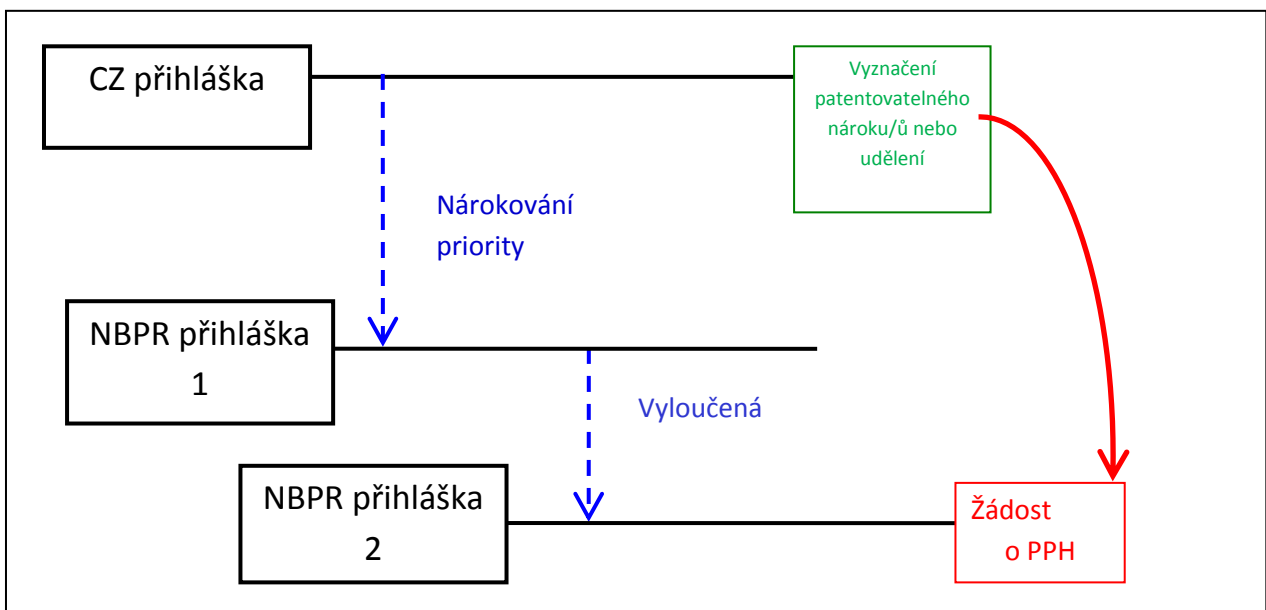 CZ přihláška
Vyznačení
patentovatelného
nároku/ů nebo
udělení
Nárokování
priority
NBPR přihláška
1
Vyloučená
NBPR přihláška
2
Žádost
o PPH